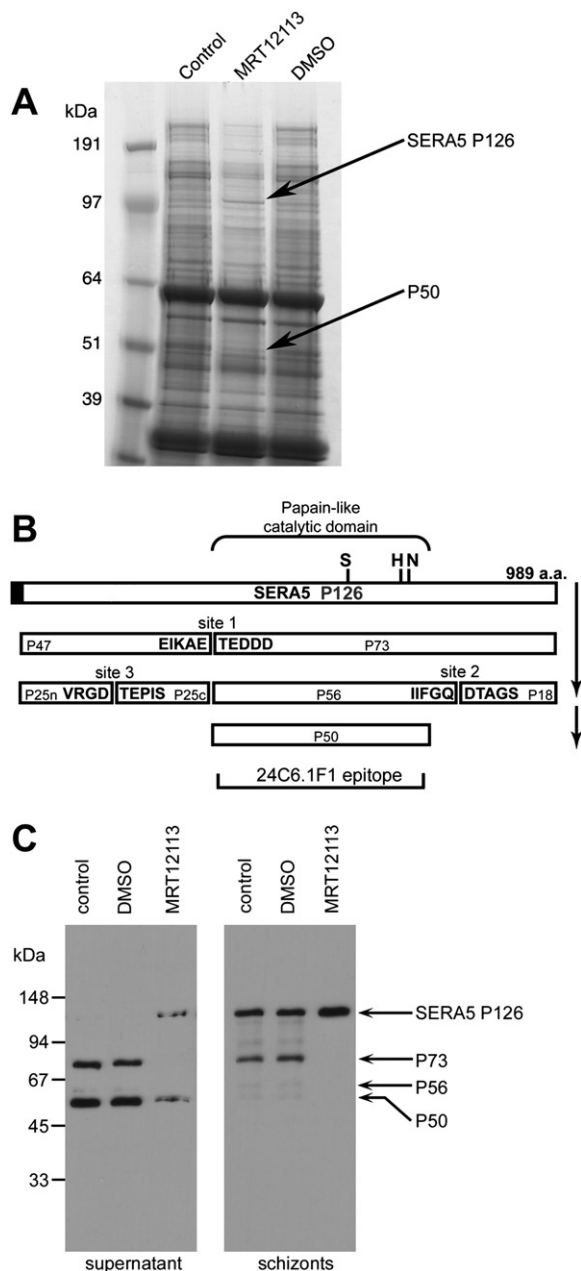 A
kDa
Control
MRT12113
DMSO
191
97
64
51
39
SERA5 P126
P50
B
Papain-like
catalytic domain
S
H N
989 a.a.
SERA5 P126
site 1
P47 EIKAE TEDDD P73
site 3
site 2
P25n VRGD TEPIS P25c P56 IIFGQ DTAGS P18
P50
24C6.1F1 epitope
C
control
DMSO
MRT12113
control
DMSO
MRT12113
kDa
148
94
67
45
33
SERA5 P126
P73
P56
P50
supernatant
schizonts